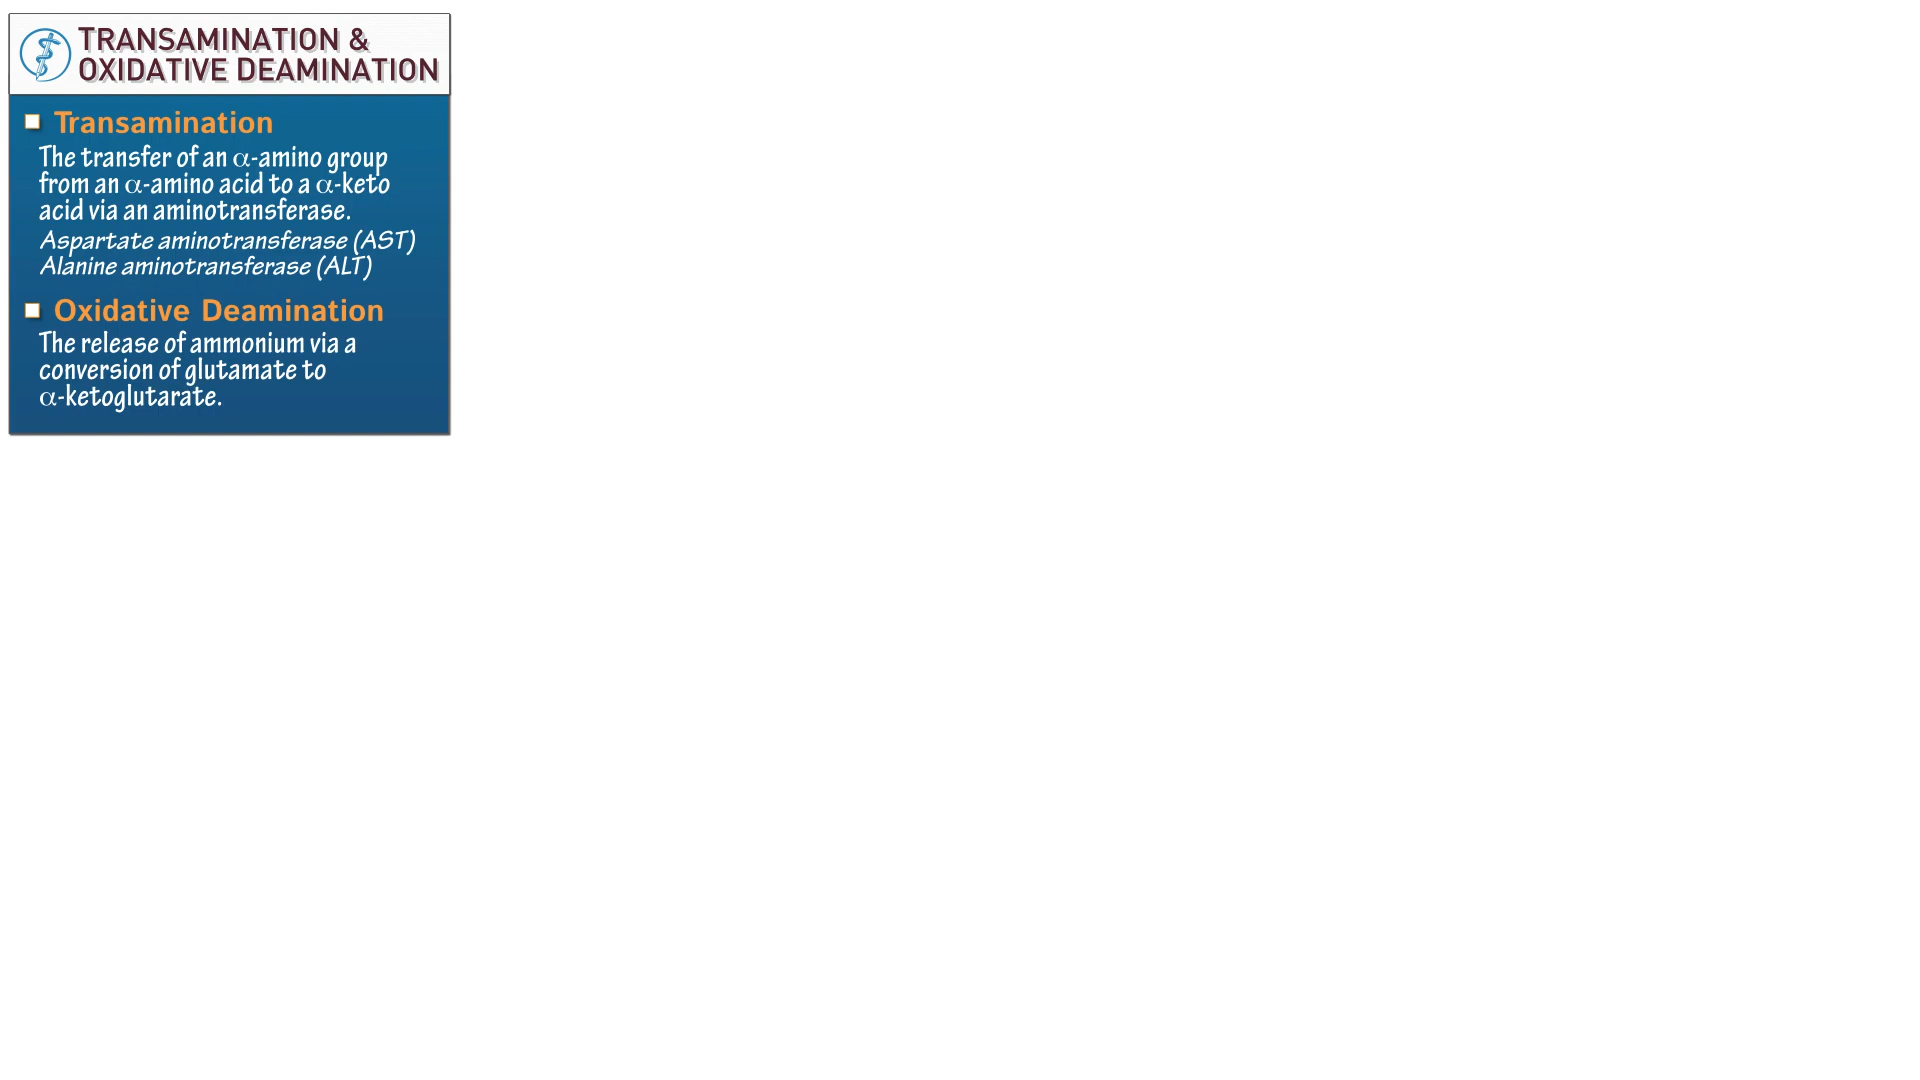 TRANSAMINATION &
OXIDATIVE DEAMINATION
Transamination
The transfer of an α-amino group
from an α-amino acid to a α-keto
acid via an aminotransferase.
Aspartate aminotransferase (AST)
Alanine aminotransferase (ALT)
Oxidative Deamination
The release of ammonium via a
conversion of glutamate to
α-ketoglutarate.